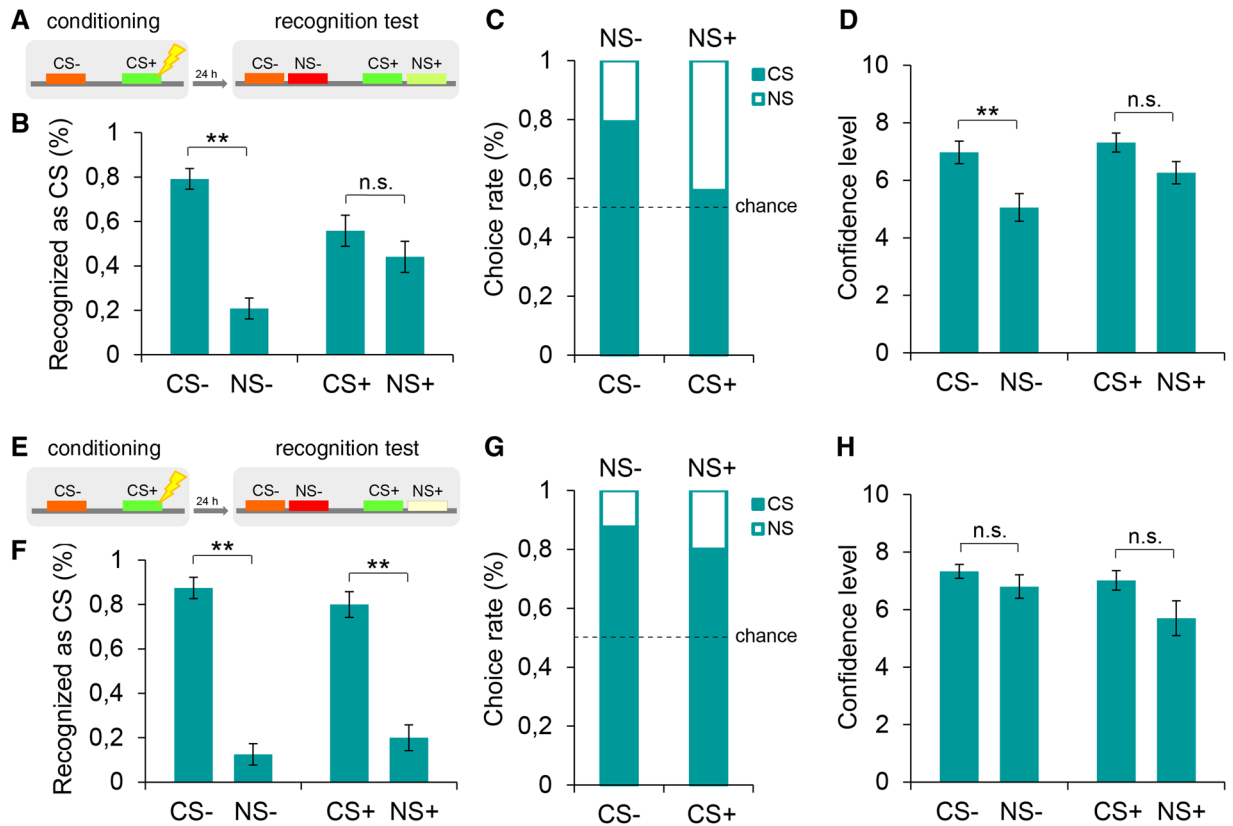 A
conditioning
recognition test
CS-
CS+
24 h
CS-
NS-
CS+
NS+
B
Recognized as CS (%)
1
0,8
0,6
0,4
0,2
0
**
n.s.
CS-
NS-
CS+
NS+
C
NS-
NS+
CS
NS
Choice rate (%)
1
0,8
0,6
0,4
0,2
0
chance
CS-
CS+
D
Confidence level
10
8
6
4
2
0
**
n.s.
CS-
NS-
CS+
NS+
E
conditioning
recognition test
CS-
CS+
24 h
CS-
NS-
CS+
NS+
F
Recognized as CS (%)
1
0,8
0,6
0,4
0,2
0
**
**
CS-
NS-
CS+
NS+
G
NS-
NS+
CS
NS
Choice rate (%)
1
0,8
0,6
0,4
0,2
0
chance
CS-
CS+
H
Confidence level
10
8
6
4
2
0
n.s.
n.s.
CS-
NS-
CS+
NS+